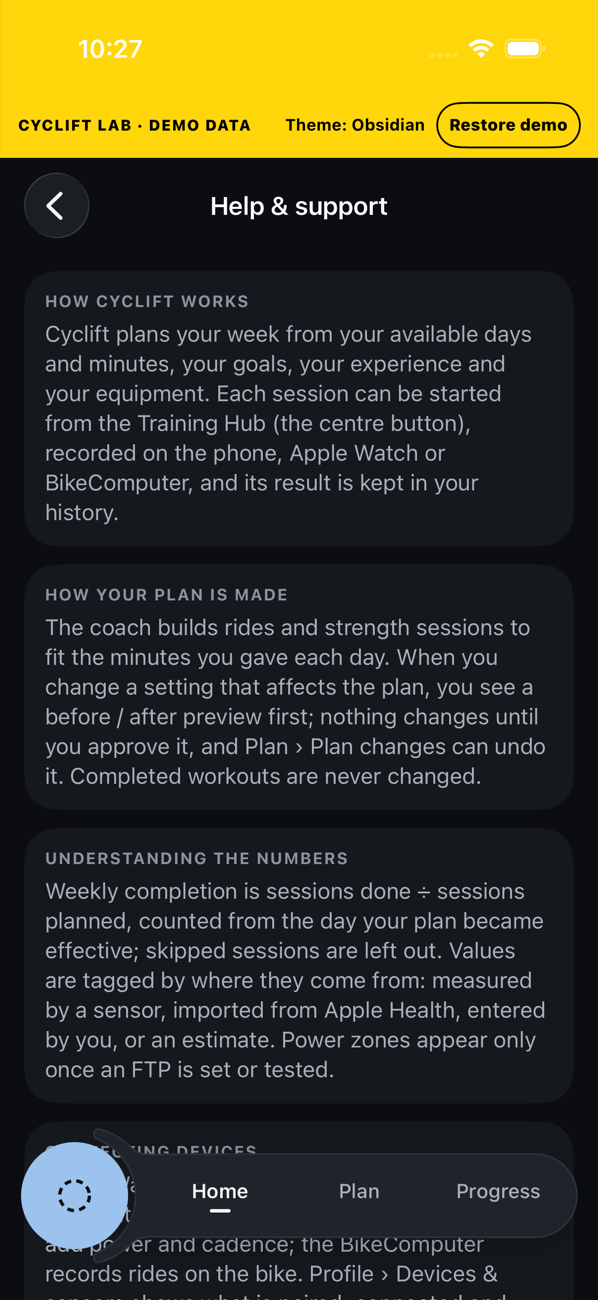 10:27
CYCLIFT LAB · DEMO DATA
Theme: Obsidian
Restore demo
Help & support
HOW CYCLIFT WORKS
Cyclift plans your week from your available days
and minutes, your goals, your experience and
your equipment. Each session can be started
from the Training Hub (the centre button),
recorded on the phone, Apple Watch or
BikeComputer, and its result is kept in your
history.
HOW YOUR PLAN IS MADE
The coach builds rides and strength sessions to
fit the minutes you gave each day. When you
change a setting that affects the plan, you see a
before / after preview first; nothing changes until
you approve it, and Plan › Plan changes can undo
it. Completed workouts are never changed.
UNDERSTANDING THE NUMBERS
Weekly completion is sessions done ÷ sessions
planned, counted from the day your plan became
effective; skipped sessions are left out. Values
are tagged by where they come from: measured
by a sensor, imported from Apple Health, entered
by you, or an estimate. Power zones appear only
once an FTP is set or tested.
DEVICES
Home
Plan
Progress
and cadence; the BikeComputer
records rides on the bike. Profile › Devices &